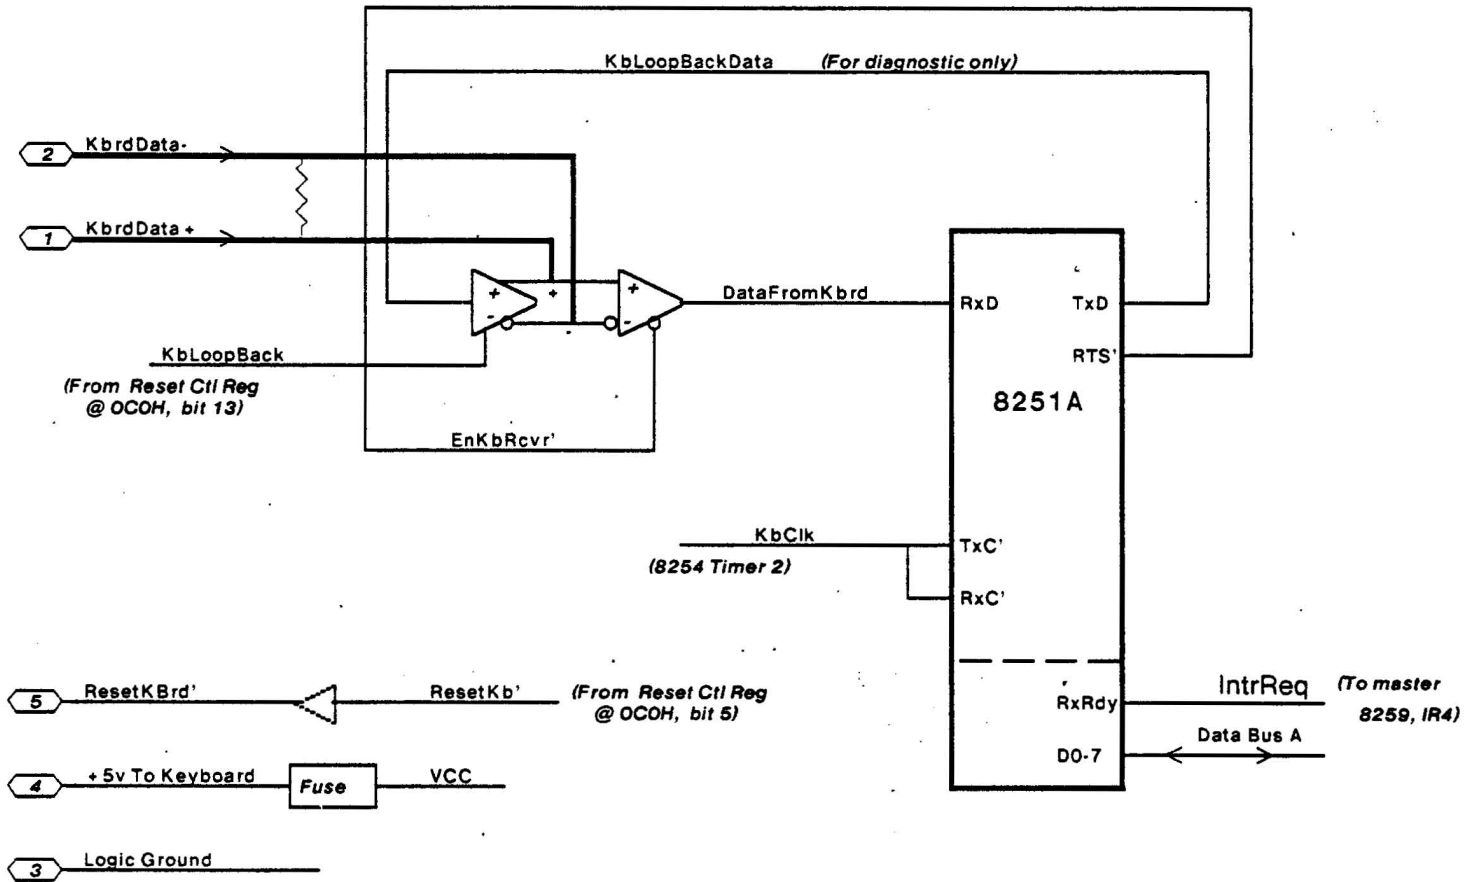 KbLoopBackData (For diagnostic only)
2 KbrdData-
1 KbrdData+
+ -
+
+ -
DataFromKbrd
RxD TxD
RTS'
8251A
KbLoopBack
(From Reset Ctl Reg
@ 0C0H, bit 13)
EnKbRcvr'
KbClk
(8254 Timer 2)
TxC'
RxC'
5 ResetKBrd' ResetKb' (From Reset Ctl Reg
@ 0C0H, bit 5)
RxRdy IntrReq (To master
8259, IR4)
D0-7 Data Bus A
4 +5v To Keyboard Fuse VCC
3 Logic Ground